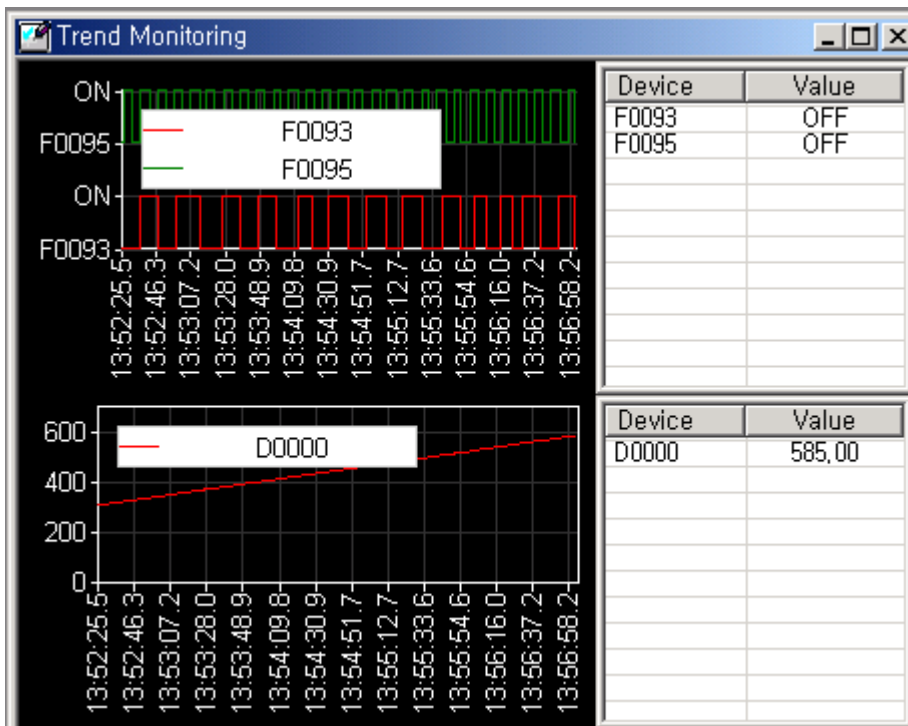 Trend Monitoring
ON
F0095
ON
F0093
F0093
F0095
13:52:25.5
13:52:46.3
13:53:07.2
13:53:28.0
13:53:48.9
13:54:09.8
13:54:30.9
13:54:51.7
13:55:12.7
13:55:33.6
13:55:54.6
13:56:16.0
13:56:37.2
13:56:58.2
Device Value
F0093 OFF
F0095 OFF
600
400
200
0
D0000
13:52:25.5
13:52:46.3
13:53:07.2
13:53:28.0
13:53:48.9
13:54:09.8
13:54:30.9
13:54:51.7
13:55:12.7
13:55:33.6
13:55:54.6
13:56:16.0
13:56:37.2
13:56:58.2
Device Value
D0000 585,00